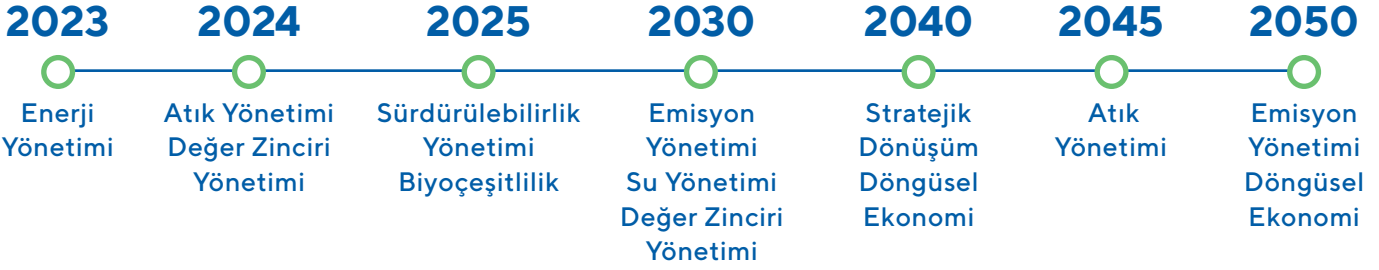 2023
Enerji
Yönetimi
2024
Atık Yönetimi
Değer Zinciri
Yönetimi
2025
Sürdürülebilirlik
Yönetimi
Biyoçeşitlilik
2030
Emisyon
Yönetimi
Su Yönetimi
Değer Zinciri
Yönetimi
2040
Stratejik
Dönüşüm
Döngüsel
Ekonomi
2045
Atık
Yönetimi
2050
Emisyon
Yönetimi
Döngüsel
Ekonomi